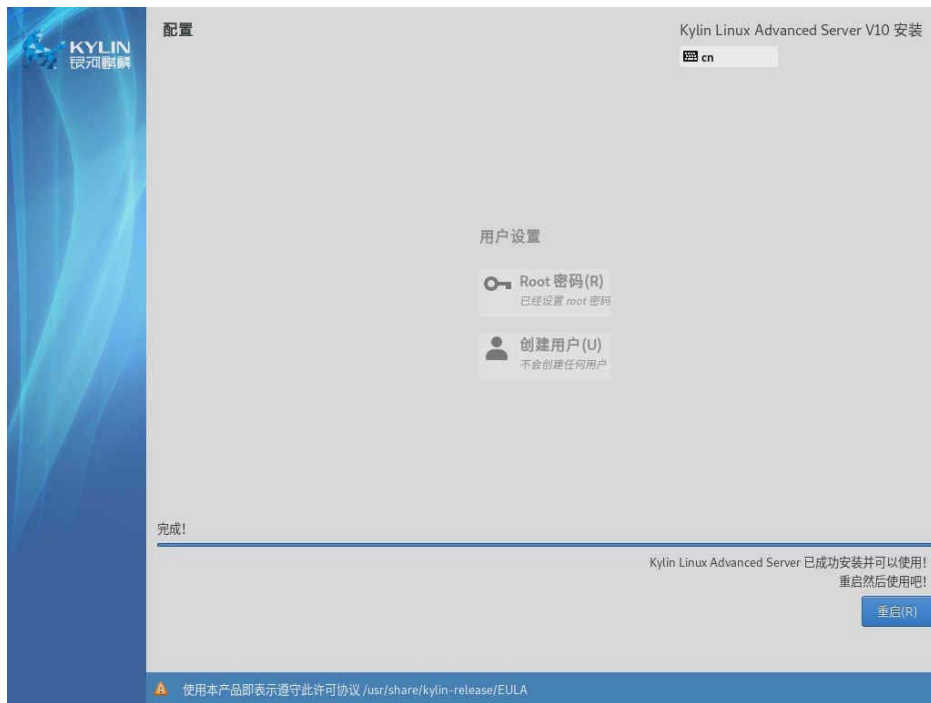 KYLIN
银河麒麟
配置
Kylin Linux Advanced Server V10 安装
cn
用户设置
Root 密码(R)
已经设置 root 密码
创建用户(U)
不会创建任何用户
完成!
Kylin Linux Advanced Server 已成功安装并可以使用!
重启然后使用吧!
重启(R)
使用本产品即表示遵守此许可协议 /usr/share/kylin-release/EULA